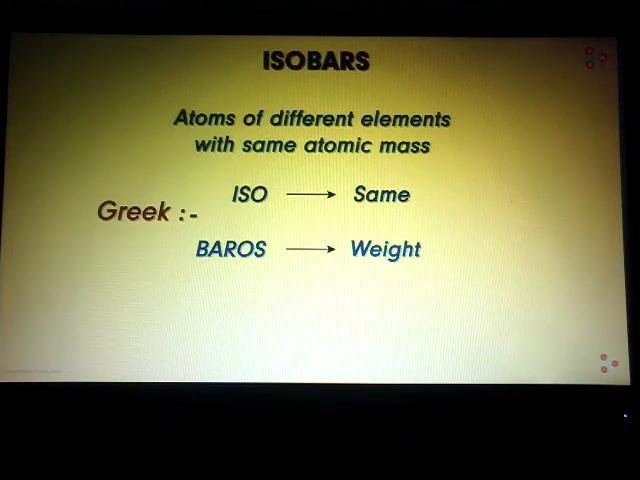 ISOBARS
Atoms of different elements
with same atomic mass
ISO → Same
Greek :-
BAROS → Weight